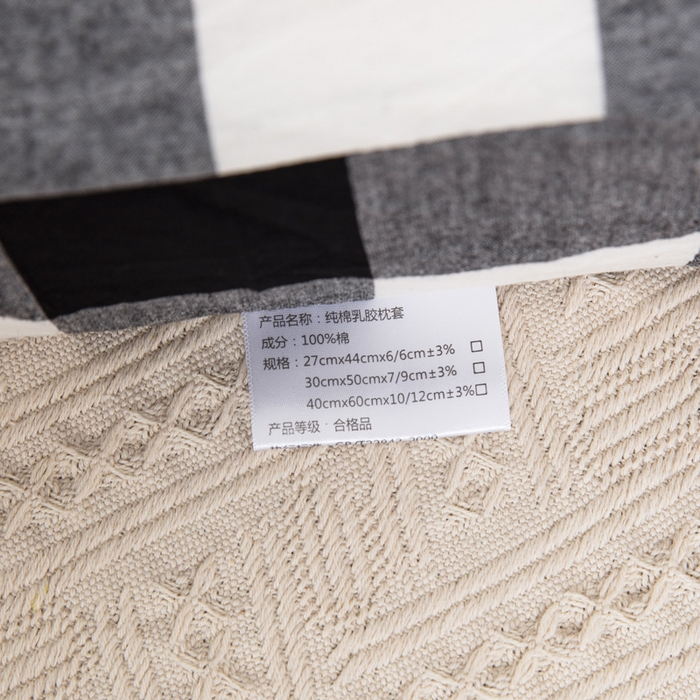 产品名称：纯棉乳胶枕套
成分：100%棉
规格：27cmx44cmx6/6cm±3% □
30cmx50cmx7/9cm±3% □
40cmx60cmx10/12cm±3%□
产品等级：合格品